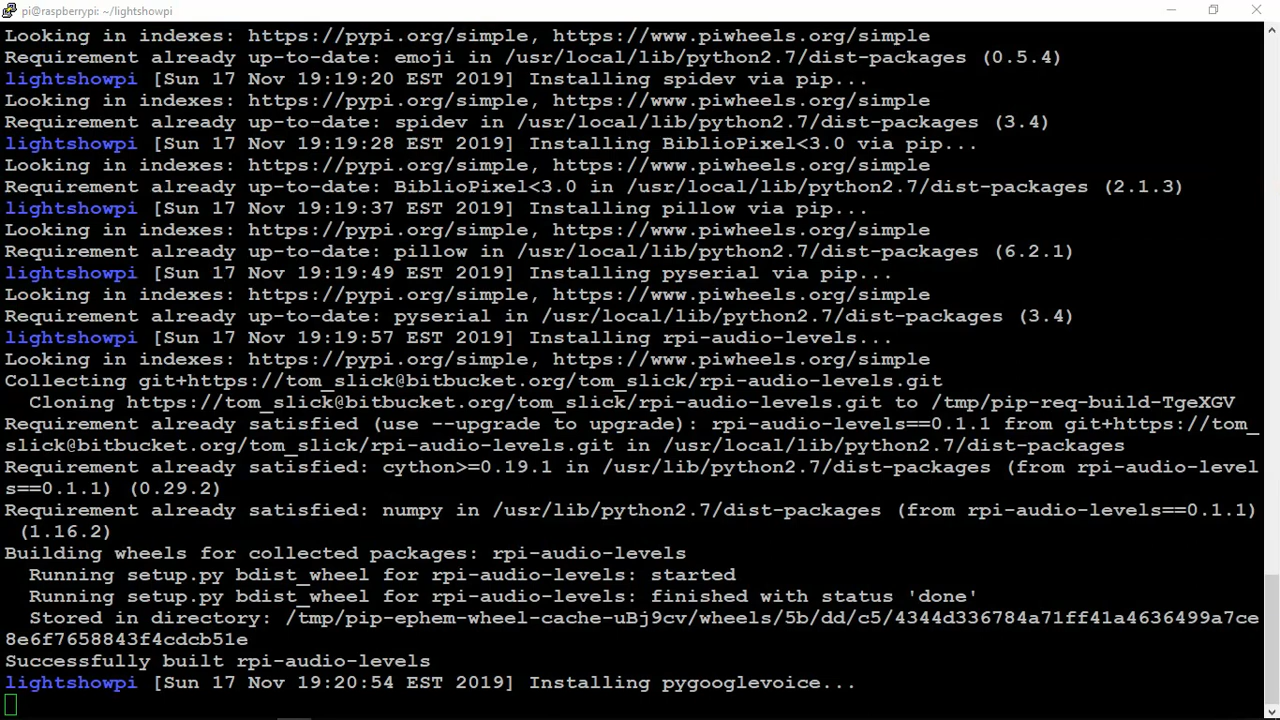 pi@raspberrypi: ~/lightshowpi
Looking in indexes: https://pypi.org/simple, https://www.piwheels.org/simple
Requirement already up-to-date: emoji in /usr/local/lib/python2.7/dist-packages (0.5.4)
lightshowpi [Sun 17 Nov 19:19:20 EST 2019] Installing spidev via pip...
Looking in indexes: https://pypi.org/simple, https://www.piwheels.org/simple
Requirement already up-to-date: spidev in /usr/local/lib/python2.7/dist-packages (3.4)
lightshowpi [Sun 17 Nov 19:19:28 EST 2019] Installing BiblioPixel<3.0 via pip...
Looking in indexes: https://pypi.org/simple, https://www.piwheels.org/simple
Requirement already up-to-date: BiblioPixel<3.0 in /usr/local/lib/python2.7/dist-packages (2.1.3)
lightshowpi [Sun 17 Nov 19:19:37 EST 2019] Installing pillow via pip...
Looking in indexes: https://pypi.org/simple, https://www.piwheels.org/simple
Requirement already up-to-date: pillow in /usr/local/lib/python2.7/dist-packages (6.2.1)
lightshowpi [Sun 17 Nov 19:19:49 EST 2019] Installing pyserial via pip...
Looking in indexes: https://pypi.org/simple, https://www.piwheels.org/simple
Requirement already up-to-date: pyserial in /usr/local/lib/python2.7/dist-packages (3.4)
lightshowpi [Sun 17 Nov 19:19:57 EST 2019] Installing rpi-audio-levels...
Looking in indexes: https://pypi.org/simple, https://www.piwheels.org/simple
Collecting git+https://tom_slick@bitbucket.org/tom_slick/rpi-audio-levels.git
  Cloning https://tom_slick@bitbucket.org/tom_slick/rpi-audio-levels.git to /tmp/pip-req-build-TgeXGV
Requirement already satisfied (use --upgrade to upgrade): rpi-audio-levels==0.1.1 from git+https://tom_
slick@bitbucket.org/tom_slick/rpi-audio-levels.git in /usr/local/lib/python2.7/dist-packages
Requirement already satisfied: cython>=0.19.1 in /usr/lib/python2.7/dist-packages (from rpi-audio-level
s==0.1.1) (0.29.2)
Requirement already satisfied: numpy in /usr/lib/python2.7/dist-packages (from rpi-audio-levels==0.1.1)
 (1.16.2)
Building wheels for collected packages: rpi-audio-levels
  Running setup.py bdist_wheel for rpi-audio-levels: started
  Running setup.py bdist_wheel for rpi-audio-levels: finished with status 'done'
  Stored in directory: /tmp/pip-ephem-wheel-cache-uBj9cv/wheels/5b/dd/c5/4344d336784a71ff41a4636499a7ce
8e6f7658843f4cdcb51e
Successfully built rpi-audio-levels
lightshowpi [Sun 17 Nov 19:20:54 EST 2019] Installing pygooglevoice...